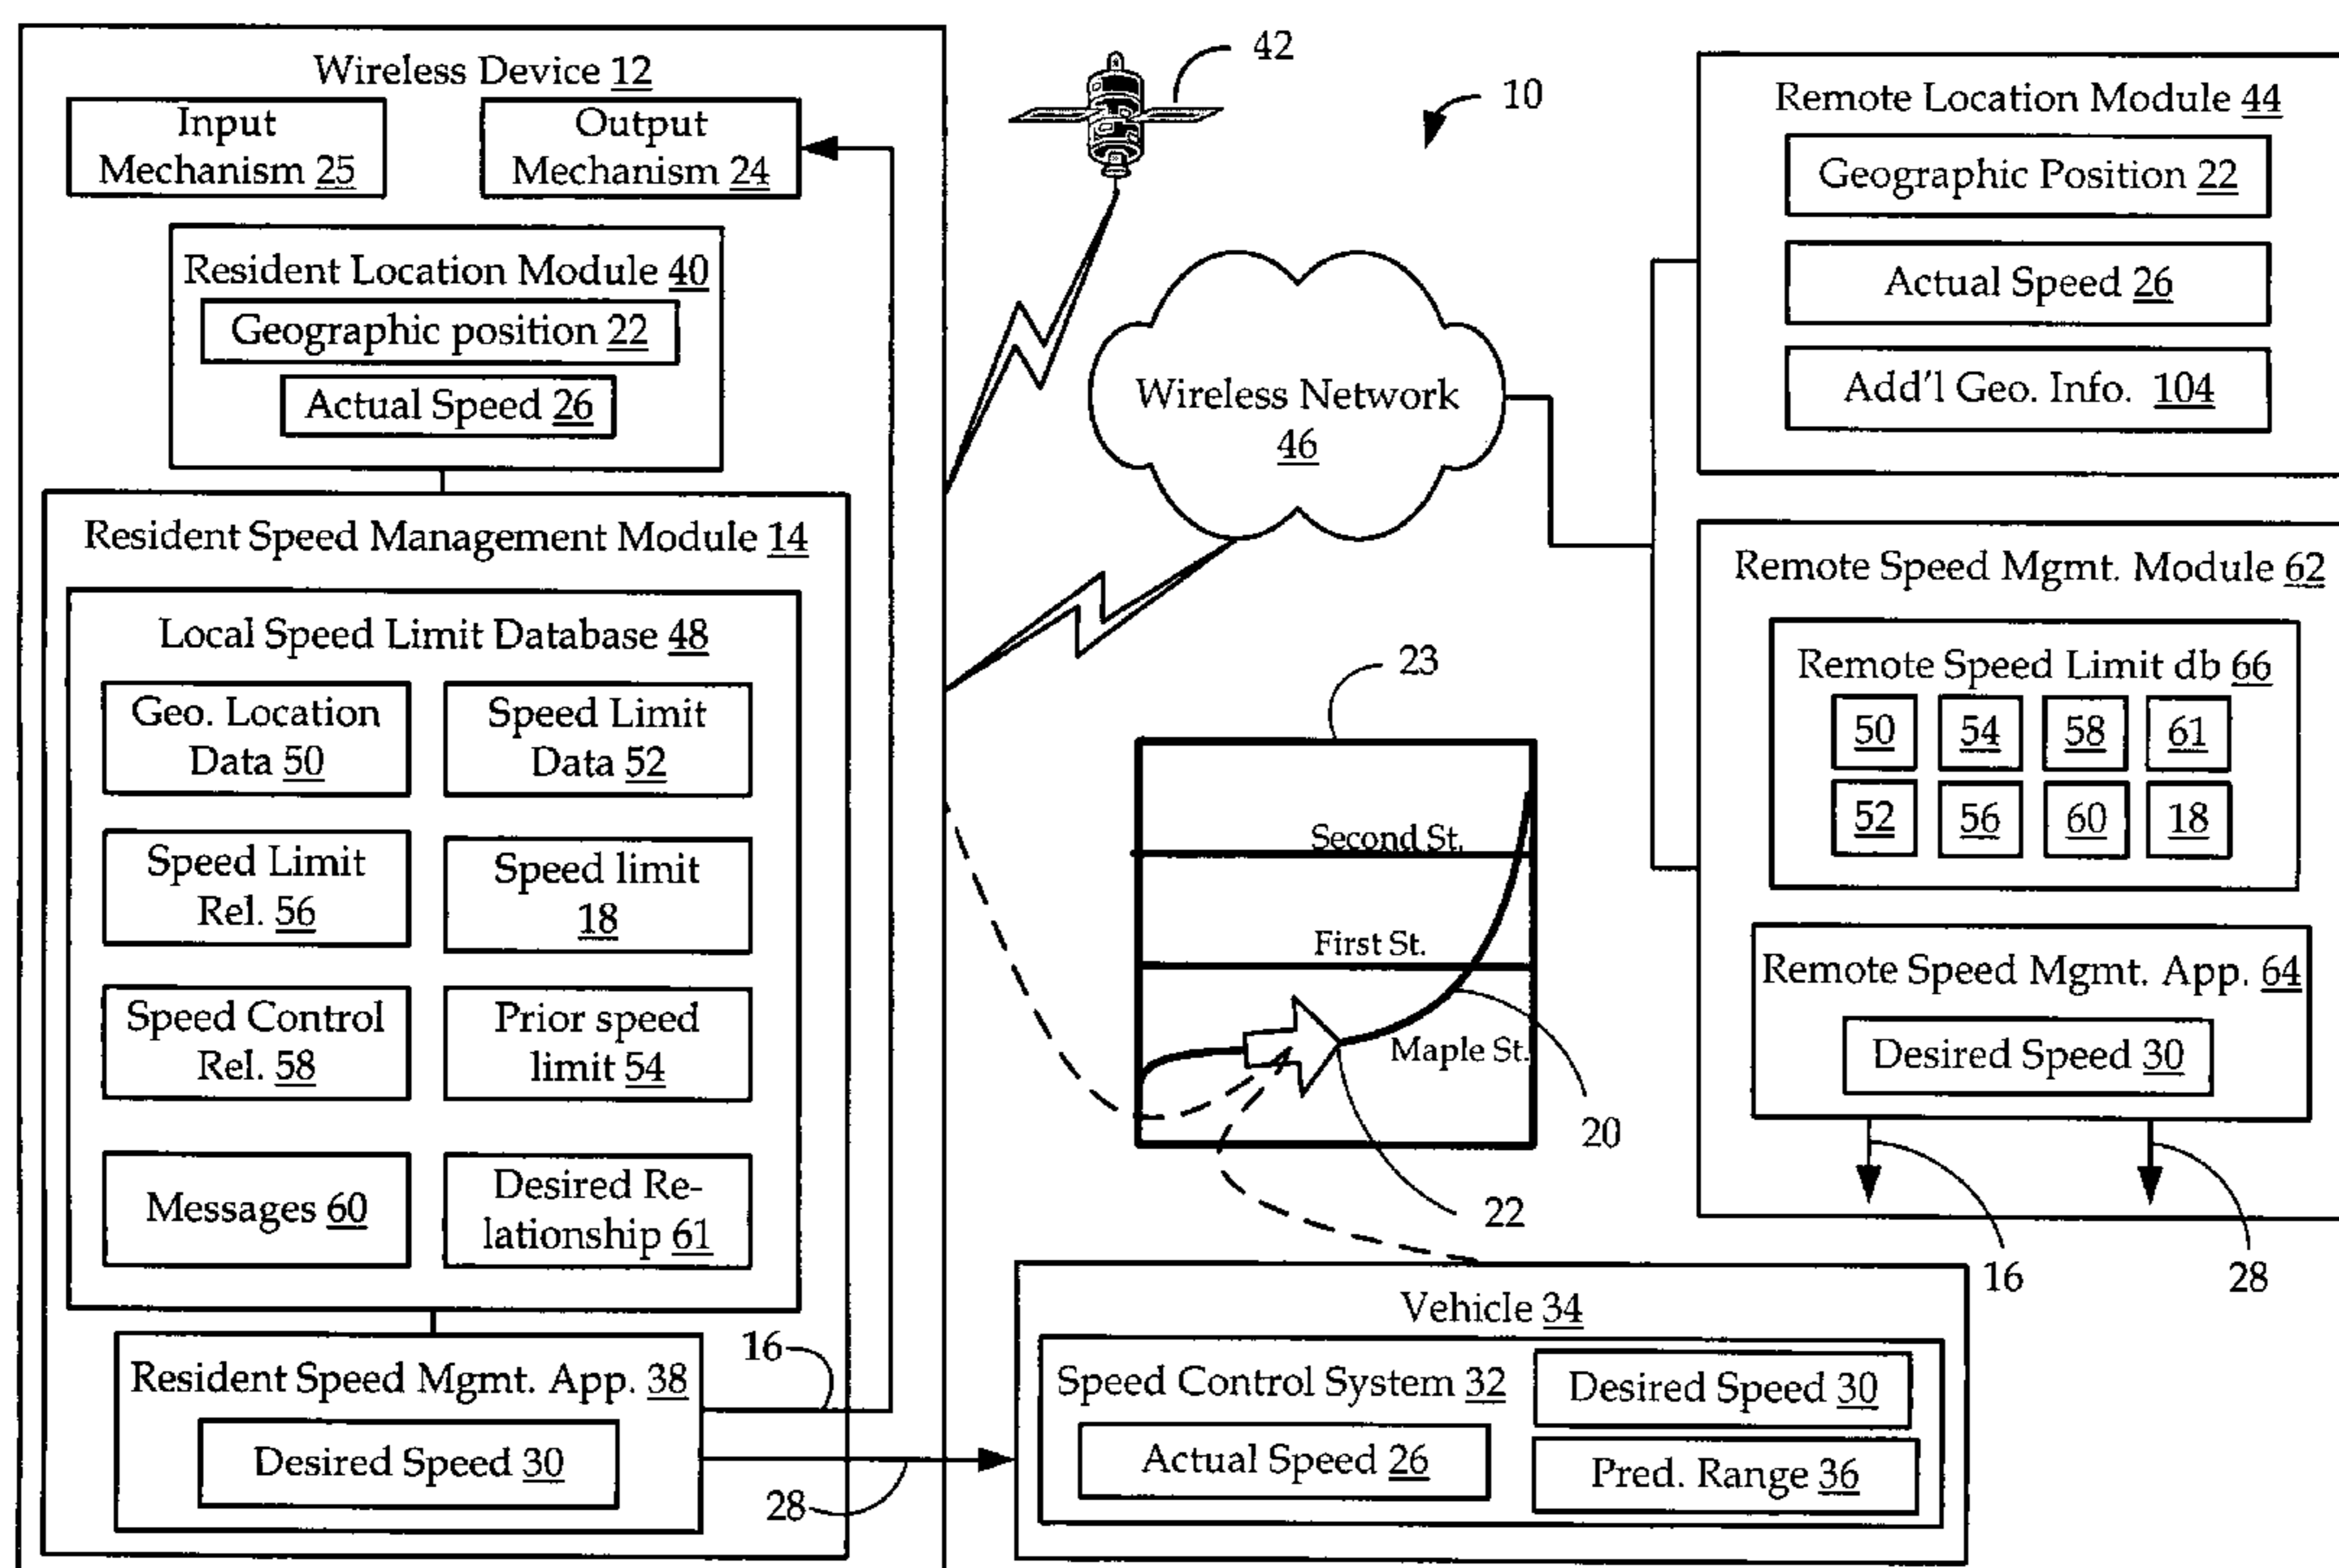 Wireless Device 12
Input
Mechanism 25
Output
Mechanism 24
Resident Location Module 40
Geographic position 22
Actual Speed 26
Resident Speed Management Module 14
Local Speed Limit Database 48
Geo. Location
Data 50
Speed Limit
Data 52
Speed Limit
Rel. 56
Speed limit
18
Speed Control
Rel. 58
Prior speed
limit 54
Messages 60
Desired Re-
lationship 61
Resident Speed Mgmt. App. 38
Desired Speed 30
16
28
42
10
Wireless Network
46
23
Second St.
First St.
Maple St.
20
22
Vehicle 34
Speed Control System 32
Actual Speed 26
Desired Speed 30
Pred. Range 36
Remote Location Module 44
Geographic Position 22
Actual Speed 26
Add'l Geo. Info. 104
Remote Speed Mgmt. Module 62
Remote Speed Limit db 66
50 54 58 61
52 56 60 18
Remote Speed Mgmt. App. 64
Desired Speed 30
16
28